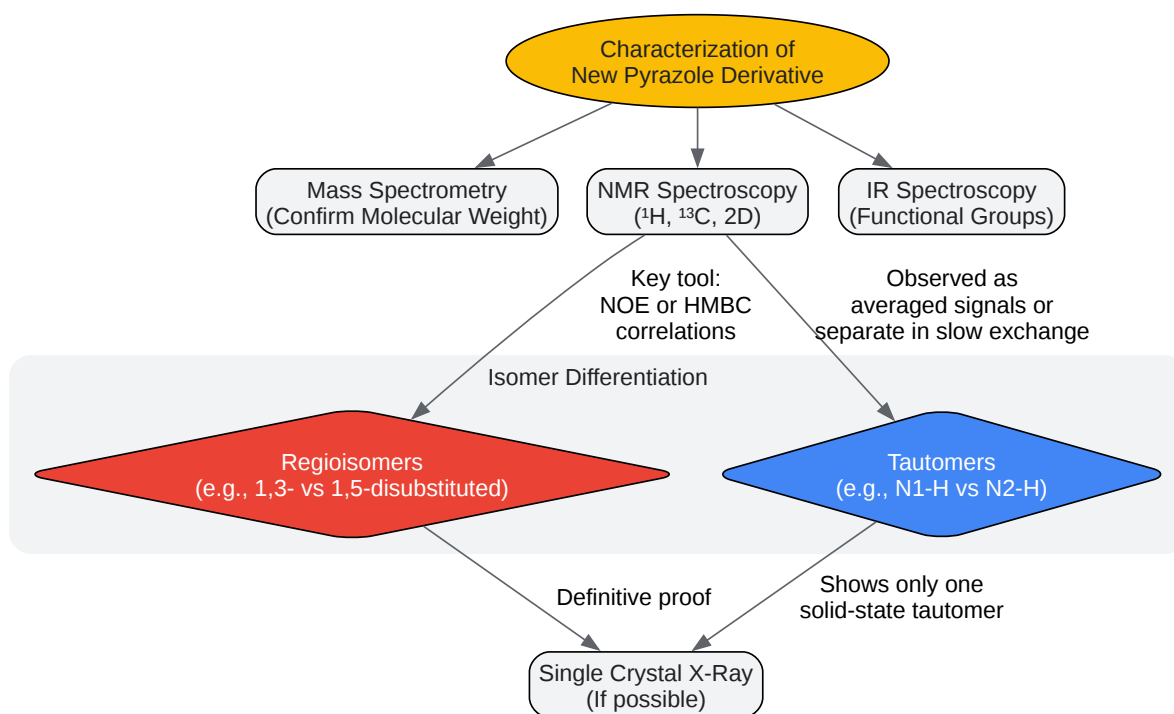 Characterization of
New Pyrazole Derivative
Mass Spectrometry
(Confirm Molecular Weight)
NMR Spectroscopy
(¹H, ¹³C, 2D)
IR Spectroscopy
(Functional Groups)
Key tool:
NOE or HMBC
correlations
Observed as
averaged signals or
separate in slow exchange
Isomer Differentiation
Regioisomers
(e.g., 1,3- vs 1,5-disubstituted)
Tautomers
(e.g., N1-H vs N2-H)
Definitive proof
Shows only one
solid-state tautomer
Single Crystal X-Ray
(If possible)